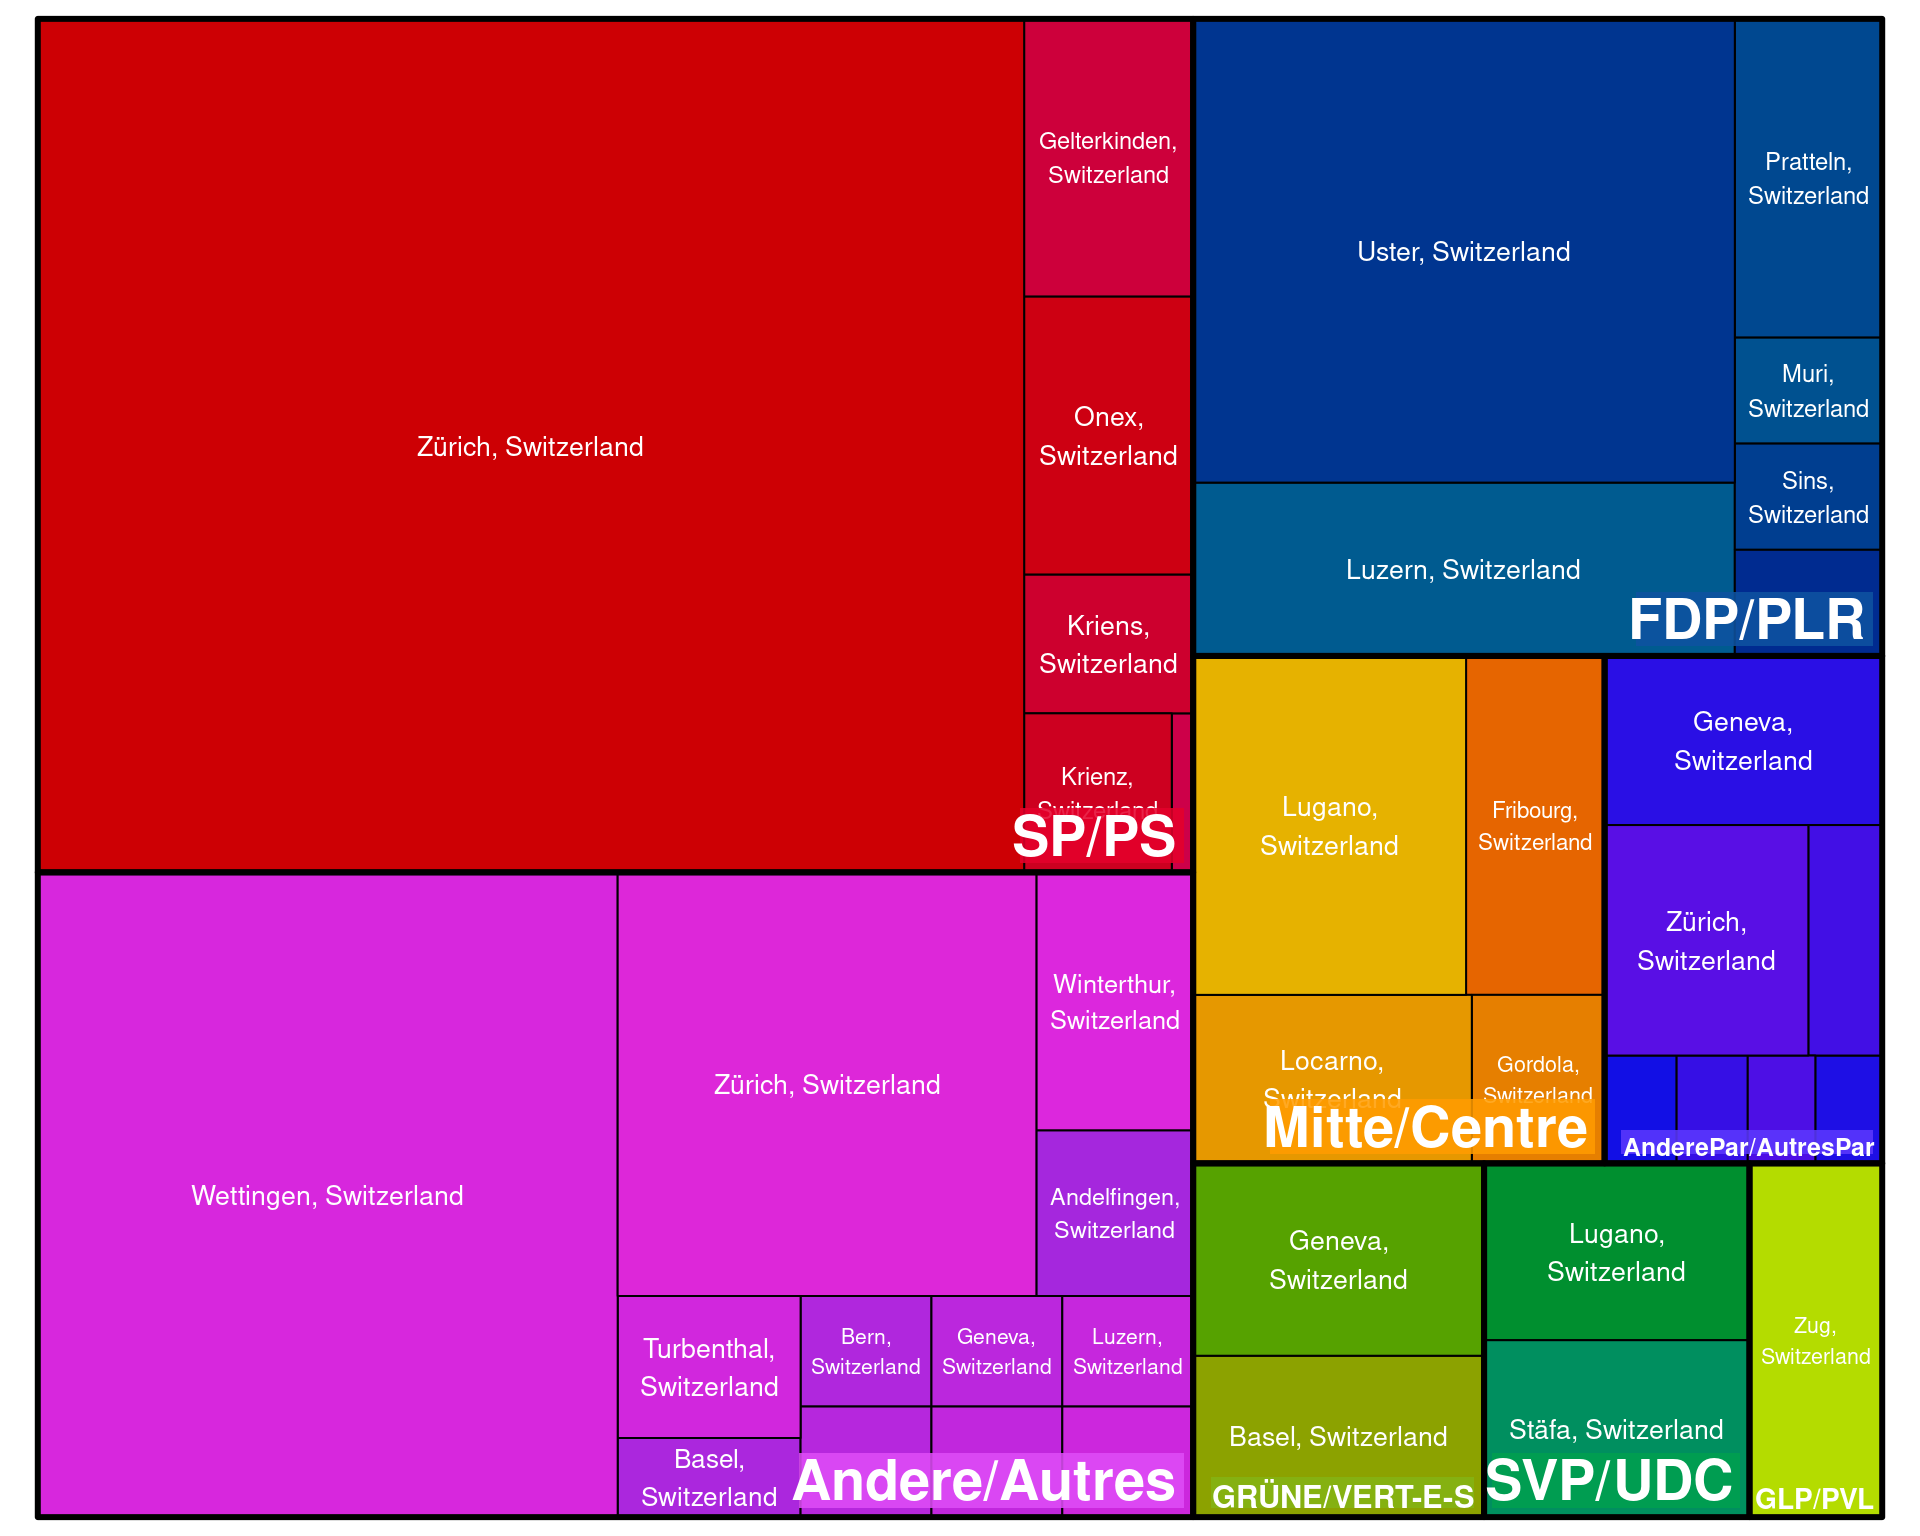 Zürich, Switzerland
Gelterkinden,
Switzerland
Onex,
Switzerland
Kriens,
Switzerland
Krienz,
Switzerland
SP/PS
Wettingen, Switzerland
Zürich, Switzerland
Winterthur,
Switzerland
Andelfingen,
Switzerland
Turbenthal,
Switzerland
Basel,
Switzerland
Bern,
Switzerland
Geneva,
Switzerland
Luzern,
Switzerland
Andere/Autres
Uster, Switzerland
Pratteln,
Switzerland
Muri,
Switzerland
Sins,
Switzerland
Luzern, Switzerland
FDP/PLR
Lugano,
Switzerland
Fribourg,
Switzerland
Locarno,
Switzerland
Gordola,
Switzerland
Mitte/Centre
Geneva,
Switzerland
Zürich,
Switzerland
AnderePar/AutresPar
Geneva,
Switzerland
Basel, Switzerland
GRÜNE/VERT-E-S
Lugano,
Switzerland
Stäfa, Switzerland
SVP/UDC
Zug,
Switzerland
GLP/PVL